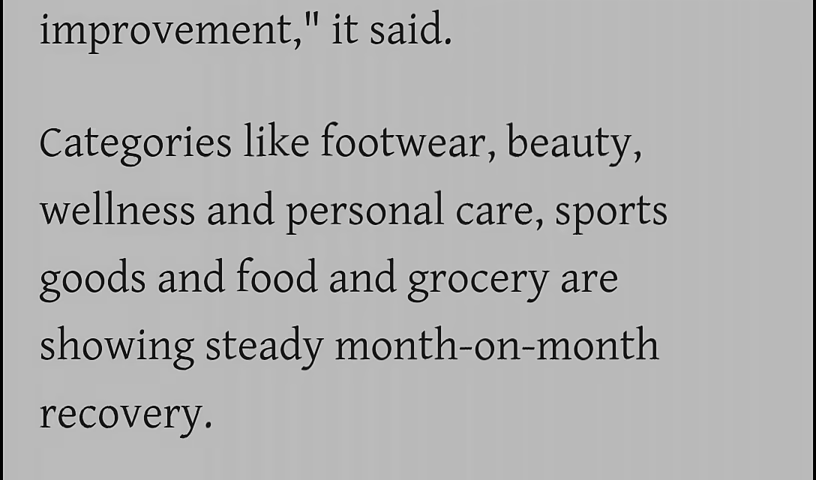 improvement," it said.
Categories like footwear, beauty,
wellness and personal care, sports
goods and food and grocery are
showing steady month-on-month
recovery.